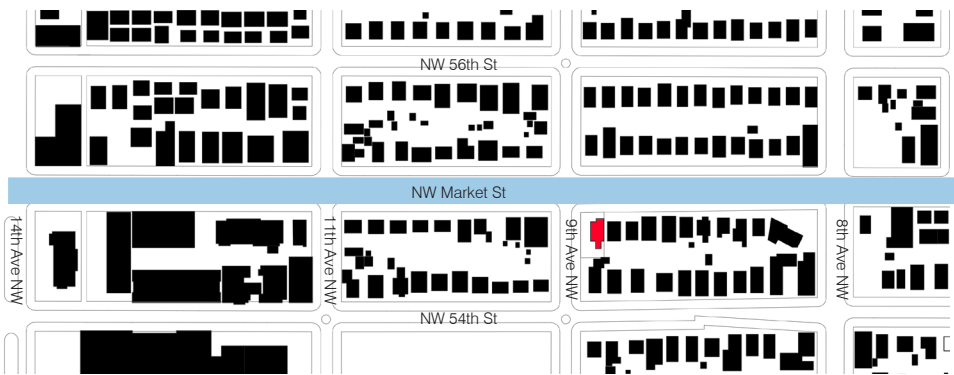 NW 56th St
NW Market St
14th Ave NW
11th Ave NW
9th Ave NW
8th Ave NW
NW 54th St